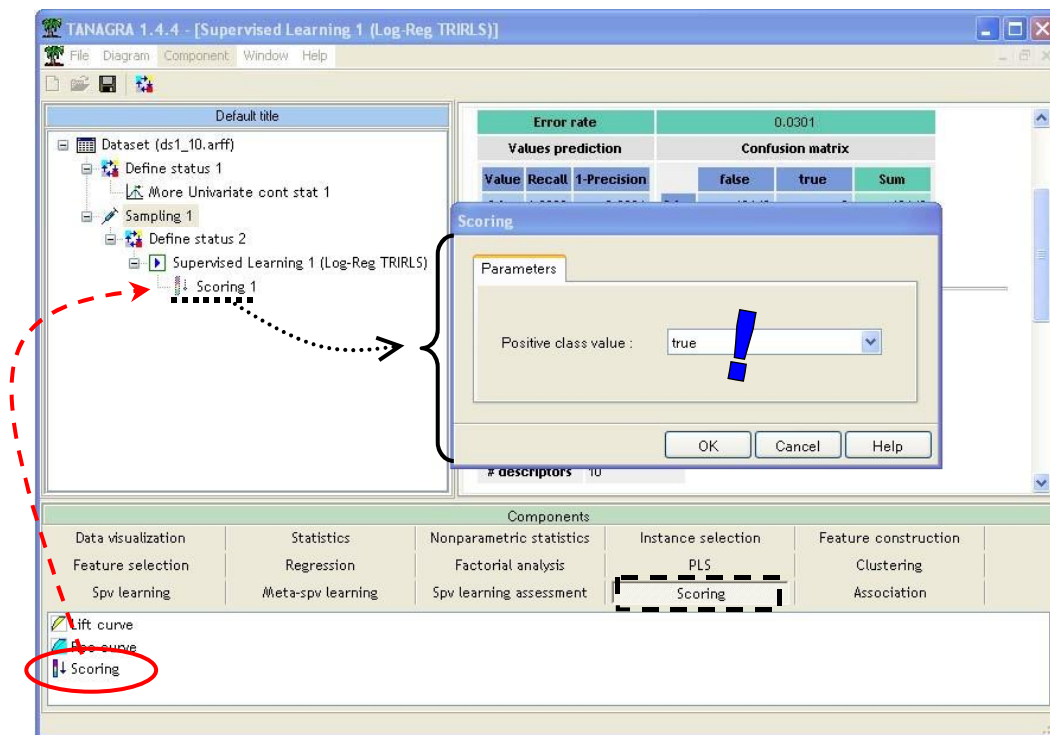 TANAGRA 1.4.4 - [Supervised Learning 1 (Log-Reg TRIRLS)]
File Diagram Component Window Help
Default title
Dataset (ds1_10.arff)
Define status 1
More Univariate cont stat 1
Sampling 1
Define status 2
Supervised Learning 1 (Log-Reg TRIRLS)
Scoring 1
Error rate 0.0301
Values prediction Confusion matrix
Value Recall 1-Precision false true Sum
Scoring
Parameters
Positive class value : true
!
OK Cancel Help
# descriptors 10
Components
Data visualization Statistics Nonparametric statistics Instance selection Feature construction
Feature selection Regression Factorial analysis PLS Clustering
Spv learning Meta-spv learning Spv learning assessment Scoring Association
Lift curve
Roc curve
Scoring